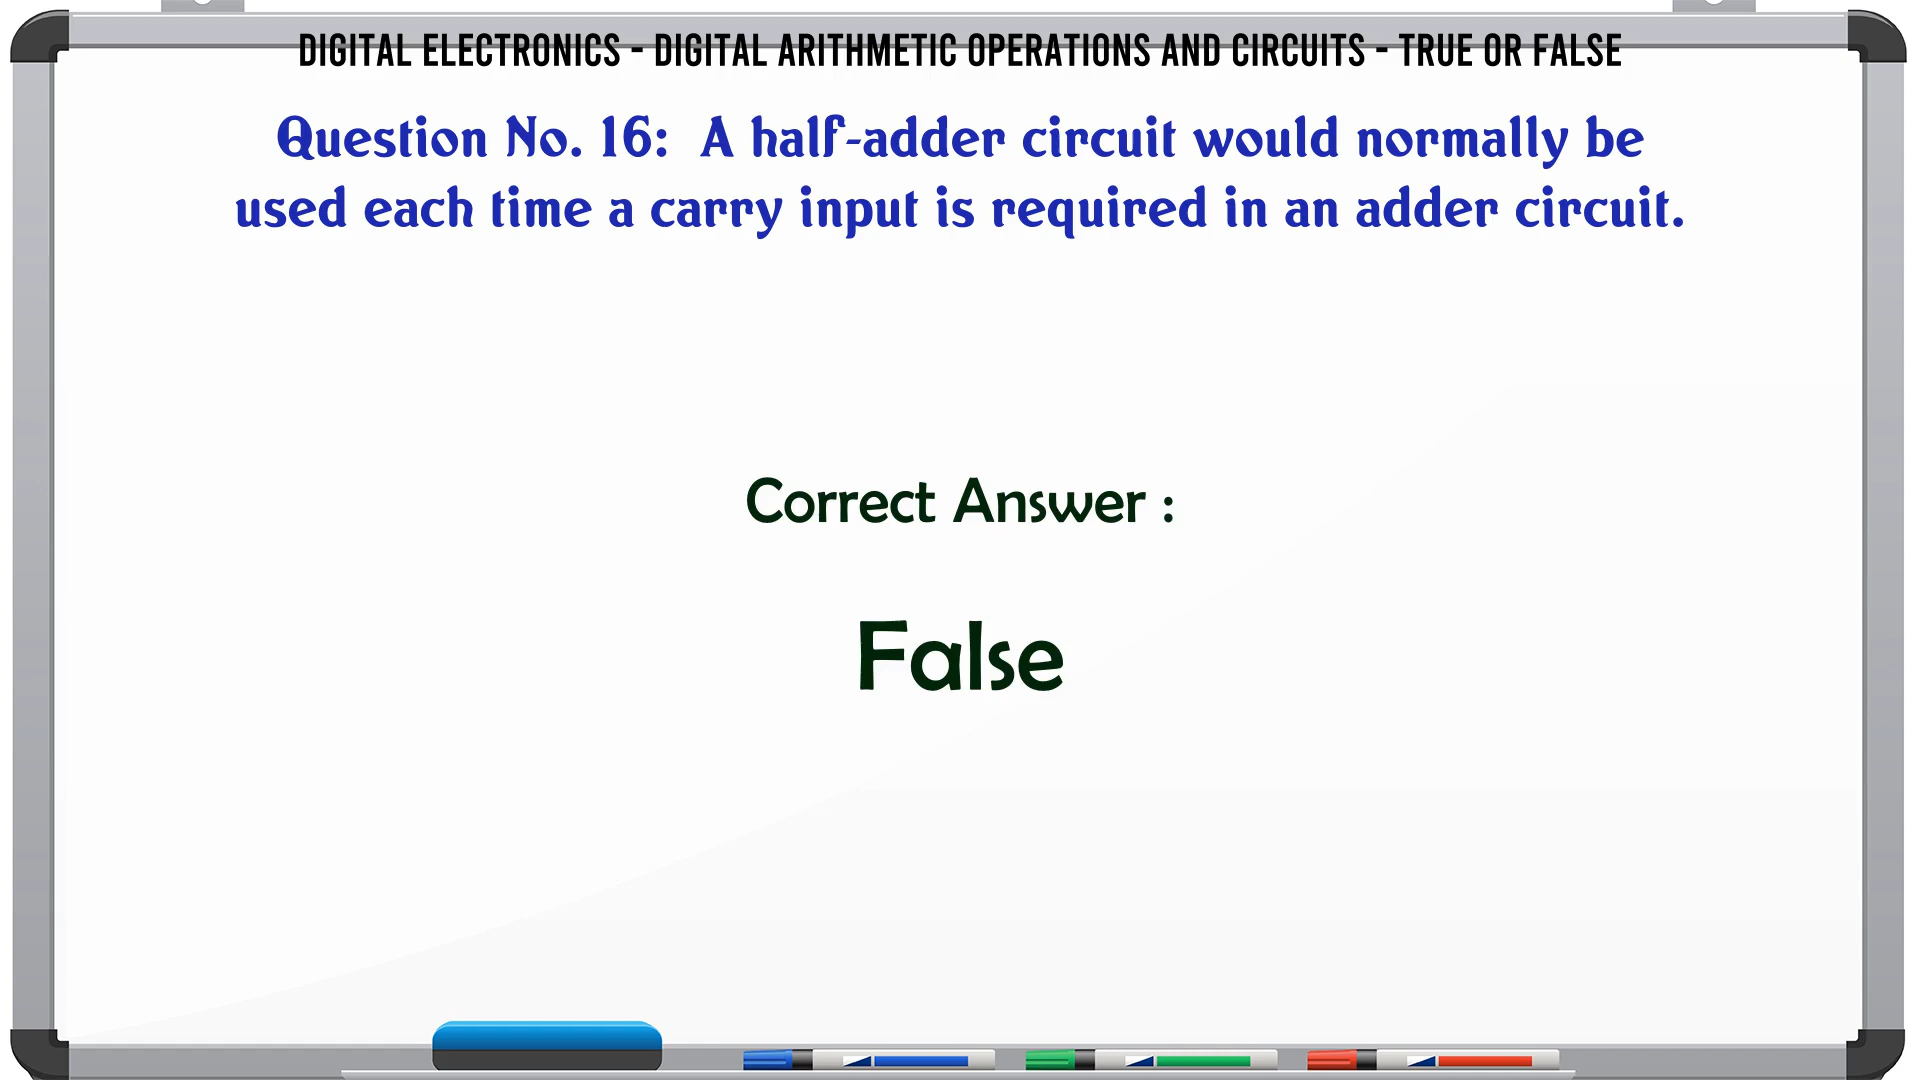 DIGITAL ELECTRONICS - DIGITAL ARITHMETIC OPERATIONS AND CIRCUITS - TRUE OR FALSE
Question No. 16: A half-adder circuit would normally be
used each time a carry input is required in an adder circuit.
Correct Answer :
False